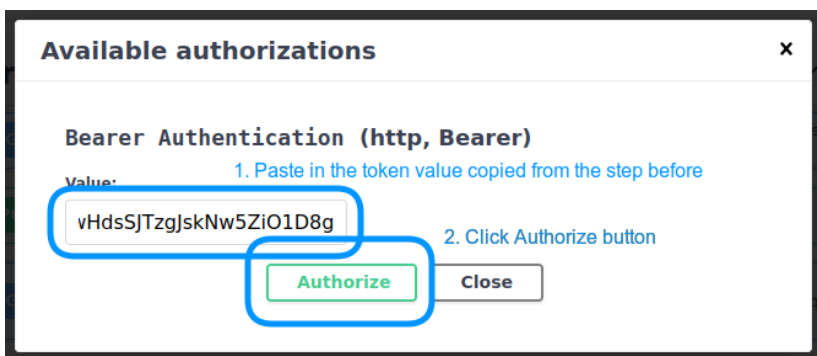 Available authorizations ×
Bearer Authentication (http, Bearer)
1. Paste in the token value copied from the step before
Value:
HdsSJTzgJskNw5ZiO1D8g
2. Click Authorize button
Authorize Close